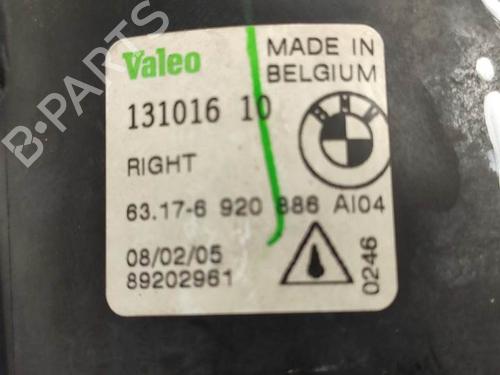 Valeo
MADE IN
BELGIUM
131016 10
BMW
RIGHT
63.17-6 920 886 AI04
08/02/05
89202961
0246
B-PARTS